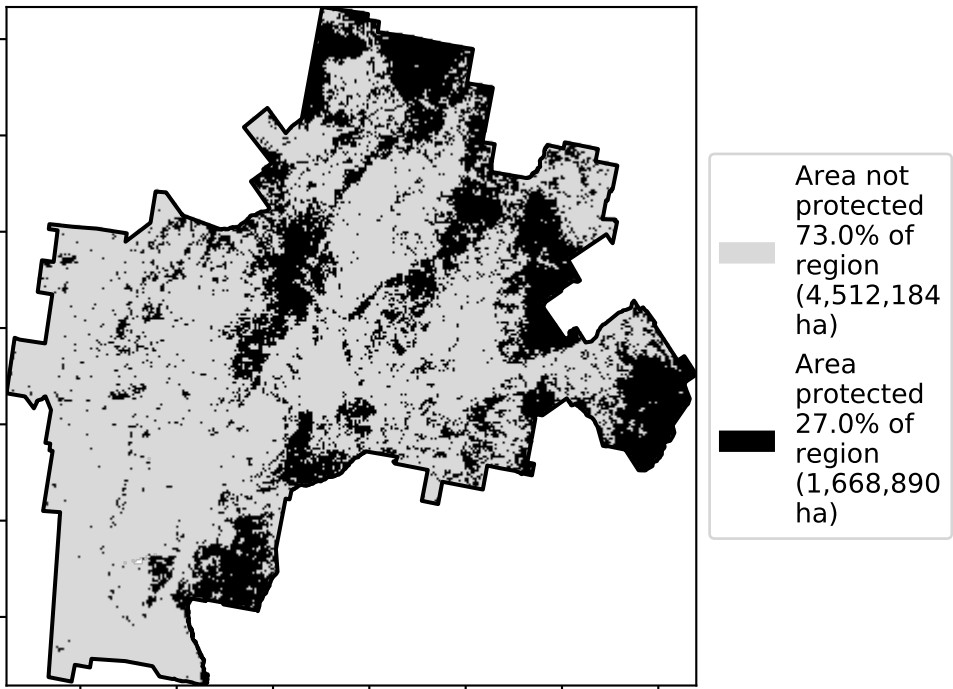 Area not
protected
73.0% of
region
(4,512,184
ha)
Area
protected
27.0% of
region
(1,668,890
ha)